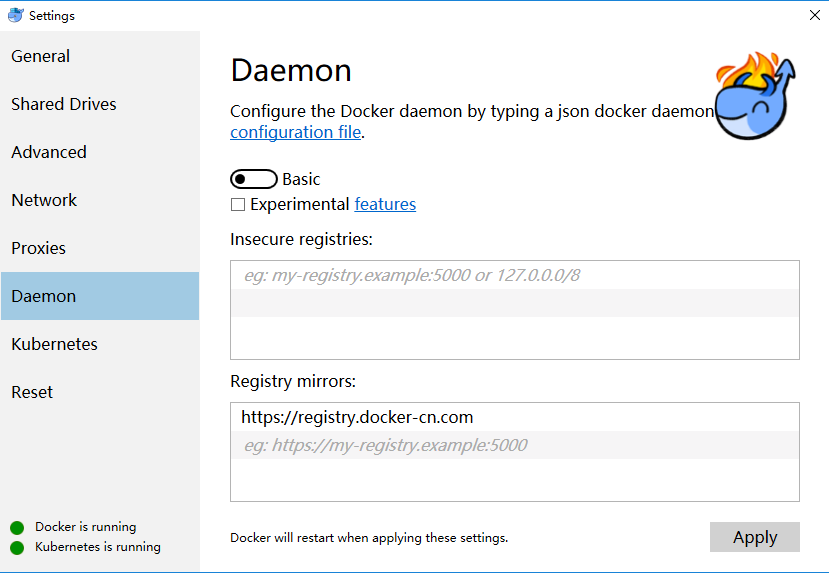 Settings
General
Shared Drives
Advanced
Network
Proxies
Daemon
Kubernetes
Reset
Docker is running
Kubernetes is running
Daemon
Configure the Docker daemon by typing a json docker daemon
configuration file.
Basic
Experimental features
Insecure registries:
eg: my-registry.example:5000 or 127.0.0.0/8
Registry mirrors:
https://registry.docker-cn.com
eg: https://my-registry.example:5000
Docker will restart when applying these settings.
Apply